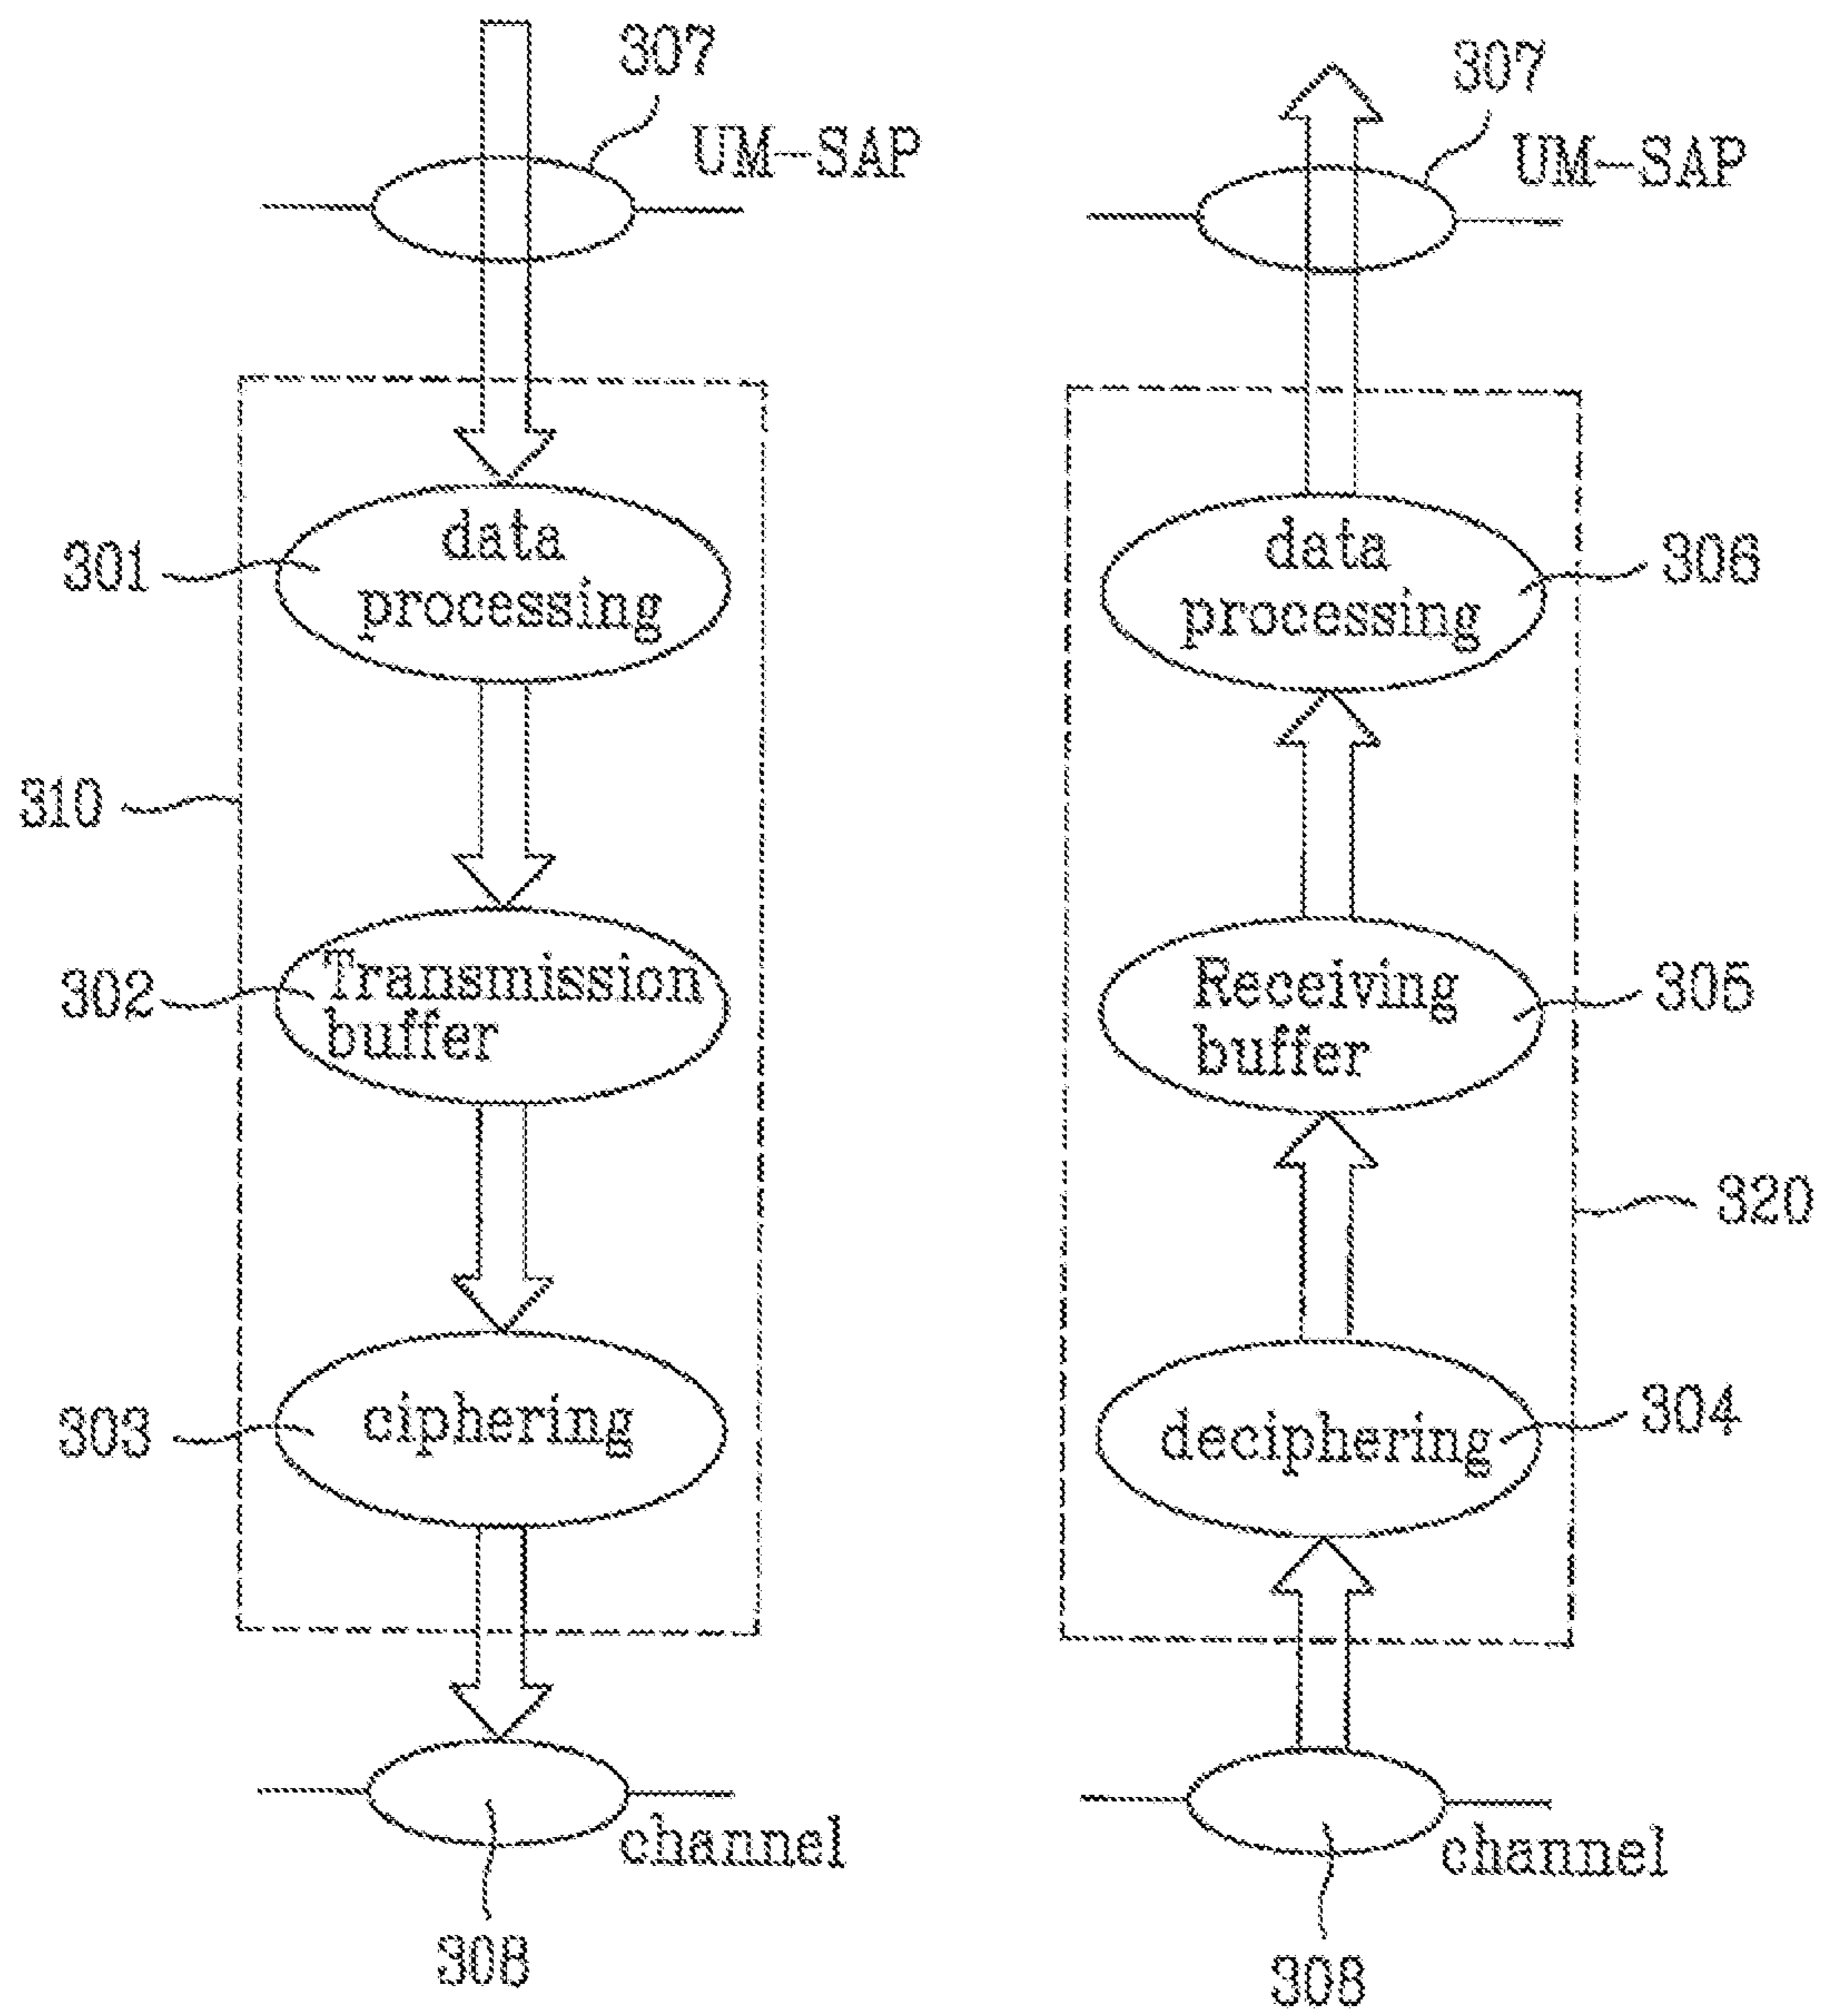 307
UM-SAP
301
data
processing
310
302
Transmission
buffer
303
ciphering
channel
308
307
UM-SAP
data
processing
306
Receiving
buffer
305
320
deciphering
304
channel
308